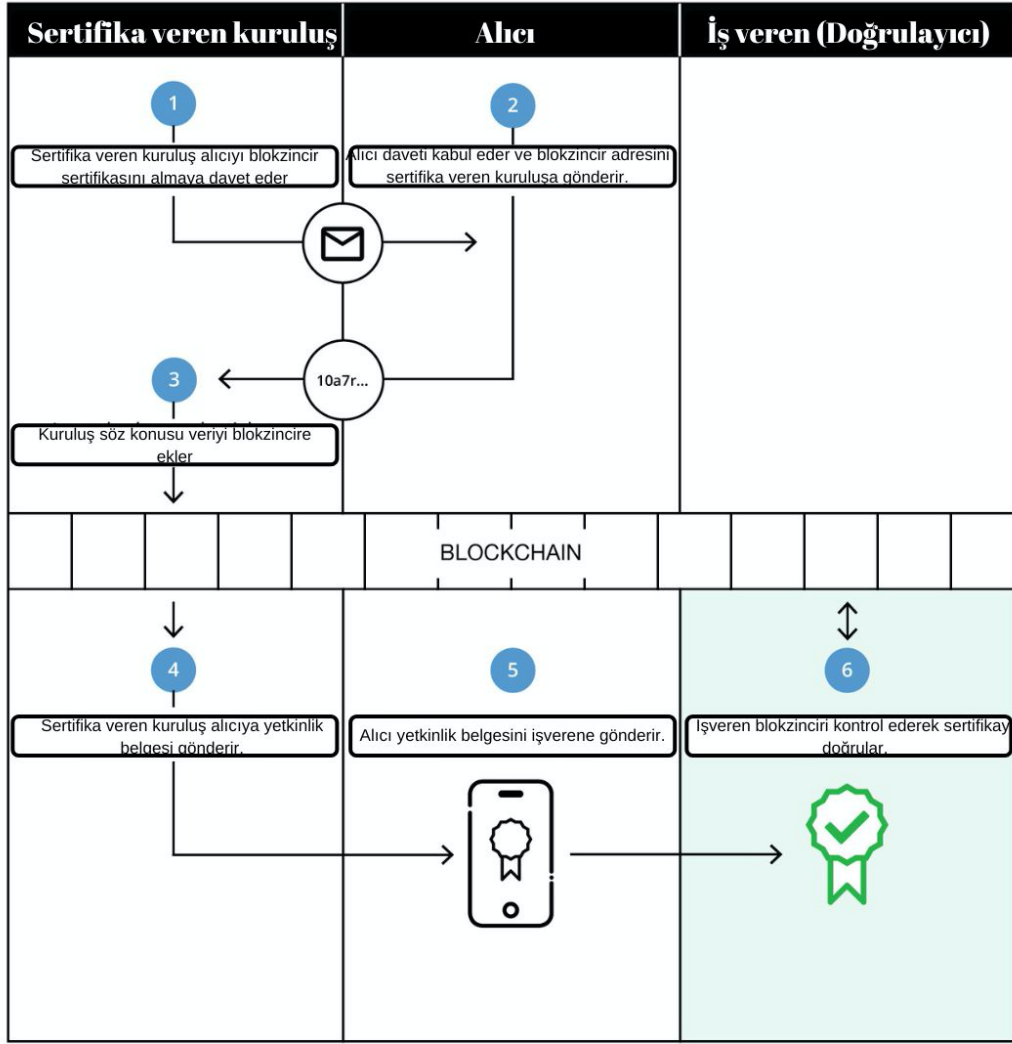 Sertifika veren kuruluş
Alıcı
İş veren (Doğrulayıcı)
1
2
Sertifika veren kuruluş alıcıyı blokzincir
sertifikasını almaya davet eder
Alıcı daveti kabul eder ve blokzincir adresini
sertifika veren kuruluşa gönderir.
3
10a7r...
Kuruluş söz konusu veriyi blokzincire
ekler
BLOCKCHAIN
4
5
6
Sertifika veren kuruluş alıcıya yetkinlik
belgesi gönderir.
Alıcı yetkinlik belgesini işverene gönderir.
İşveren blokzinciri kontrol ederek sertifikay
doğrular.